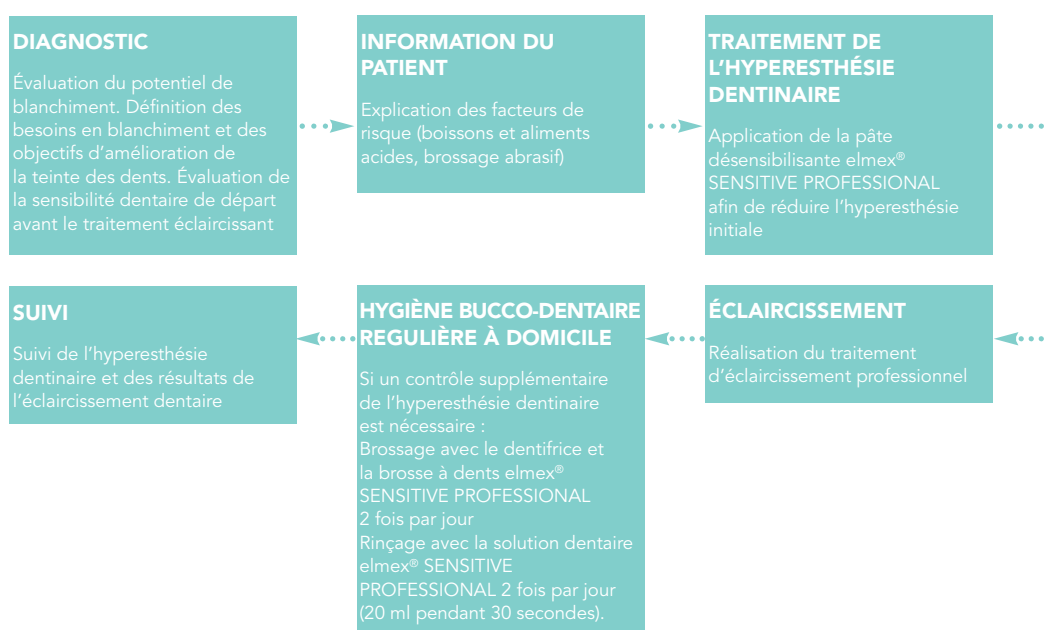 DIAGNOSTIC
Évaluation du potentiel de
blanchiment. Définition des
besoins en blanchiment et des
objectifs d’amélioration de
la teinte des dents. Évaluation de
la sensibilité dentaire de départ
avant le traitement éclaircissant
INFORMATION DU
PATIENT
Explication des facteurs de
risque (boissons et aliments
acides, brossage abrasif)
TRAITEMENT DE
L’HYPERESTHÉSIE
DENTINAIRE
Application de la pâte
désensibilisante elmex®
SENSITIVE PROFESSIONAL
afin de réduire l’hyperesthésie
initiale
ÉCLAIRCISSEMENT
Réalisation du traitement
d’éclaircissement professionnel
HYGIÈNE BUCCO-DENTAIRE
REGULIÈRE À DOMICILE
Si un contrôle supplémentaire
de l’hyperesthésie dentinaire
est nécessaire :
Brossage avec le dentifrice et
la brosse à dents elmex®
SENSITIVE PROFESSIONAL
2 fois par jour
Rinçage avec la solution dentaire
elmex® SENSITIVE
PROFESSIONAL 2 fois par jour
(20 ml pendant 30 secondes).
SUIVI
Suivi de l’hyperesthésie
dentinaire et des résultats de
l’éclaircissement dentaire